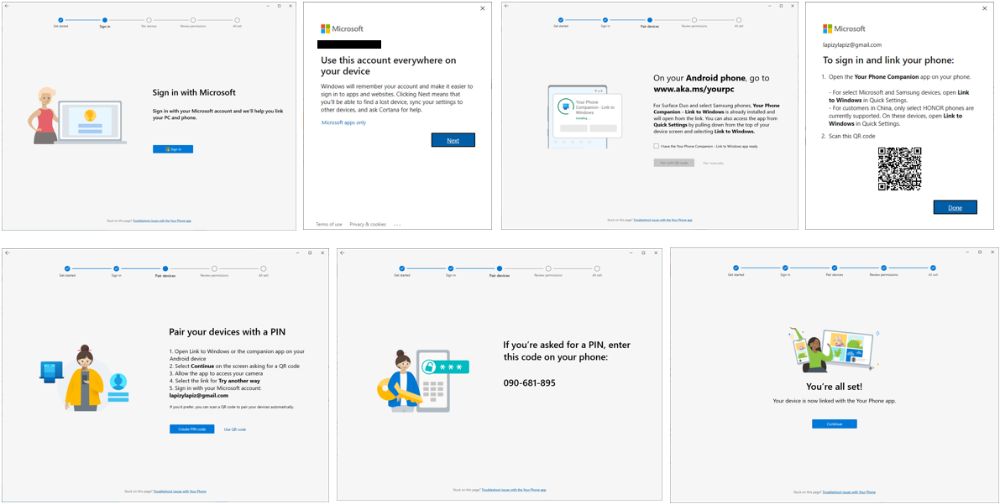 Get started
Sign in
Pair devices
Review permissions
All set!
Sign in with Microsoft
Sign in with your Microsoft account and we'll help you link
your PC and phone.
Sign in
Stuck on this page? Troubleshoot issues with the Your Phone app
Microsoft
Use this account everywhere on
your device
Windows will remember your account and make it easier to
sign in to apps and websites. Clicking Next means that
you'll be able to find a lost device, sync your settings to
other devices, and ask Cortana for help.
Microsoft apps only
Next
Terms of use Privacy & cookies ...
Get started
Sign in
Pair devices
Review permissions
All set!
Your Phone
Companion - Link to
Windows
Installing ...
On your Android phone, go to
www.aka.ms/yourpc
For Surface Duo and select Samsung phones, Your Phone
Companion - Link to Windows is already installed and
will open from the link. You can also access the app from
Quick Settings by pulling down from the top of your
device screen and selecting Link to Windows.
I have the Your Phone Companion - Link to Windows app ready
Pair with QR code
Pair manually
Stuck on this page? Troubleshoot issues with the Your Phone app
Microsoft
lapizylapiz@gmail.com
To sign in and link your phone:
1. Open the Your Phone Companion app on your phone.
- For select Microsoft and Samsung devices, open Link
to Windows in Quick Settings.
- For customers in China, only select HONOR phones are
currently supported. On these devices, open Link to
Windows in Quick Settings.
2. Scan this QR code
Done
Get started
Sign in
Pair devices
Review permissions
All set!
Pair your devices with a PIN
1. Open Link to Windows or the companion app on your
Android device
2. Select Continue on the screen asking for a QR code
3. Allow the app to access your camera
4. Select the link for Try another way
5. Sign in with your Microsoft account:
lapizylapiz@gmail.com
If you'd prefer, you can scan a QR code to pair your devices automatically.
Create PIN code
Use QR code
Stuck on this page? Troubleshoot issues with Your Phone
Get started
Sign in
Pair devices
Review permissions
All set!
***
If you're asked for a PIN, enter
this code on your phone:
090-681-895
Stuck on this page? Troubleshoot issues with the Your Phone app
Get started
Sign in
Pair devices
Review permissions
All set!
You're all set!
Your device is now linked with the Your Phone app.
Continue
Stuck on this page? Troubleshoot issues with Your Phone